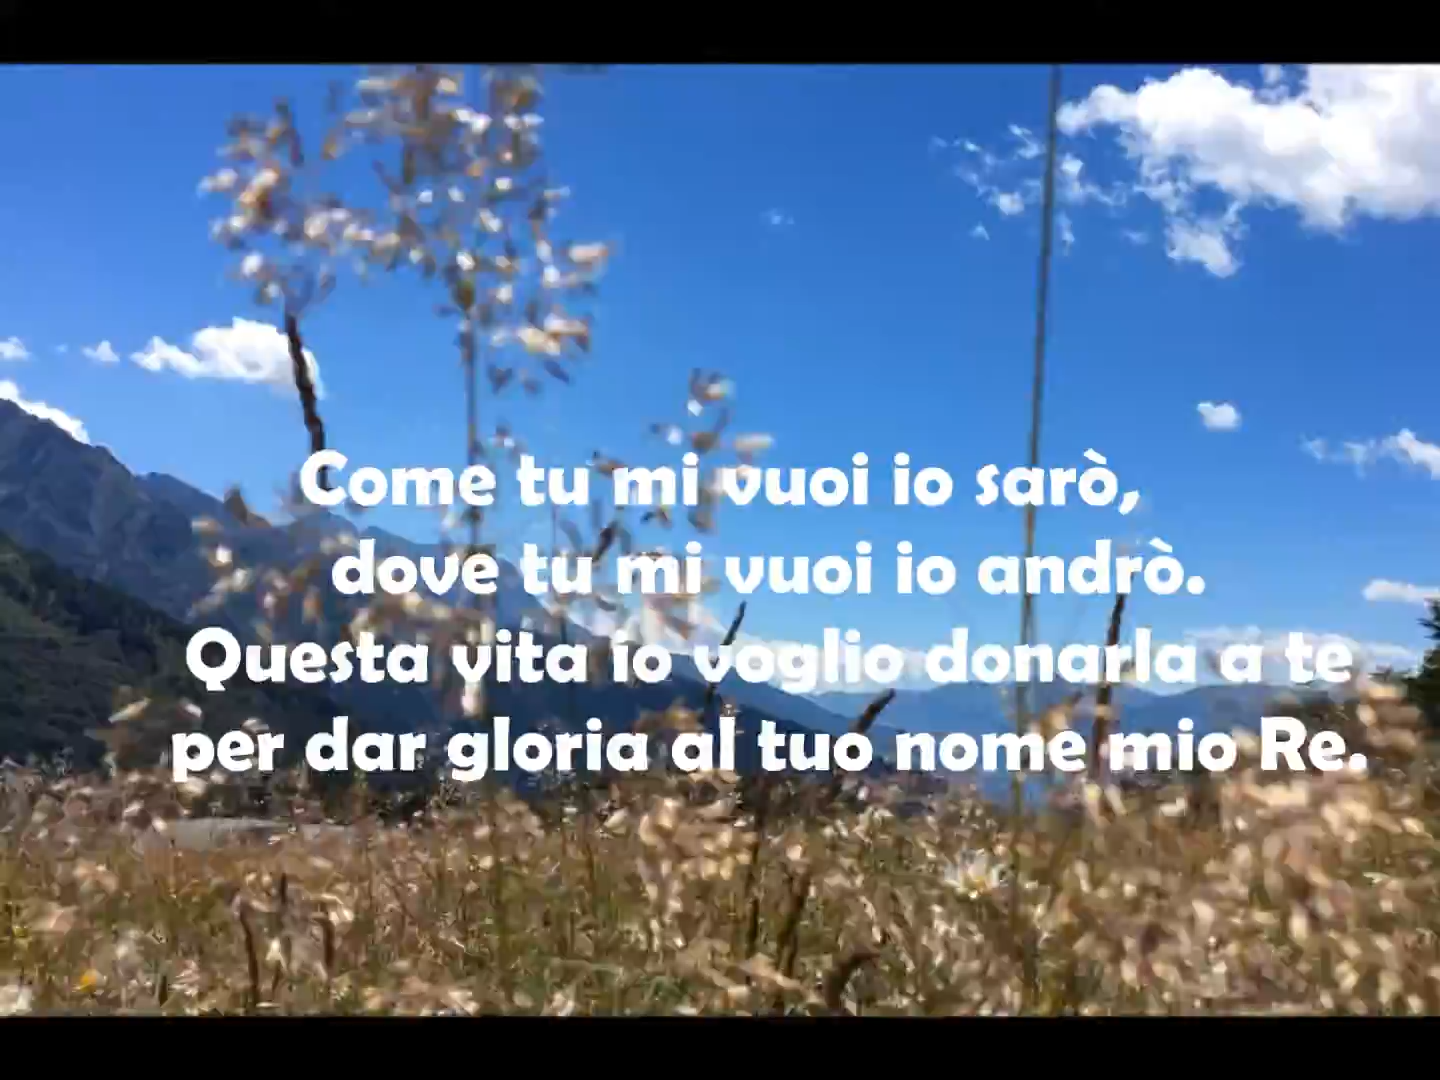 Come tu mi vuoi io sarò,
dove tu mi vuoi io andrò.
Questa vita io voglio donarla a te
per dar gloria al tuo nome mio Re.